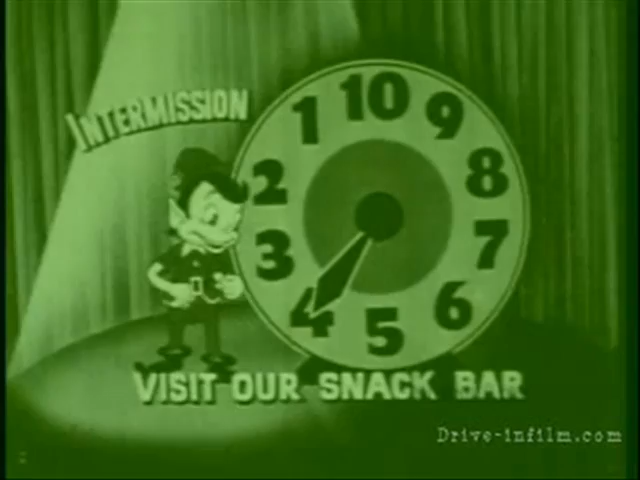 INTERMISSION
10
1 9
2 8
3 7
4 6
5
VISIT OUR SNACK BAR
Drive-infilm.com